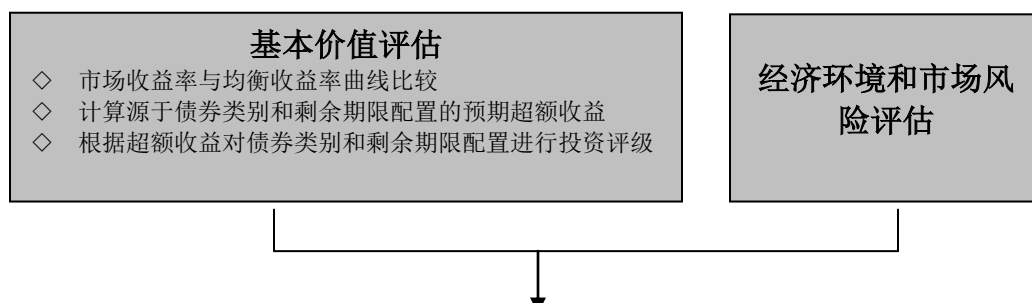 基本价值评估
◇ 市场收益率与均衡收益率曲线比较
◇ 计算源于债券类别和剩余期限配置的预期超额收益
◇ 根据超额收益对债券类别和剩余期限配置进行投资评级
经济环境和市场风
险评估